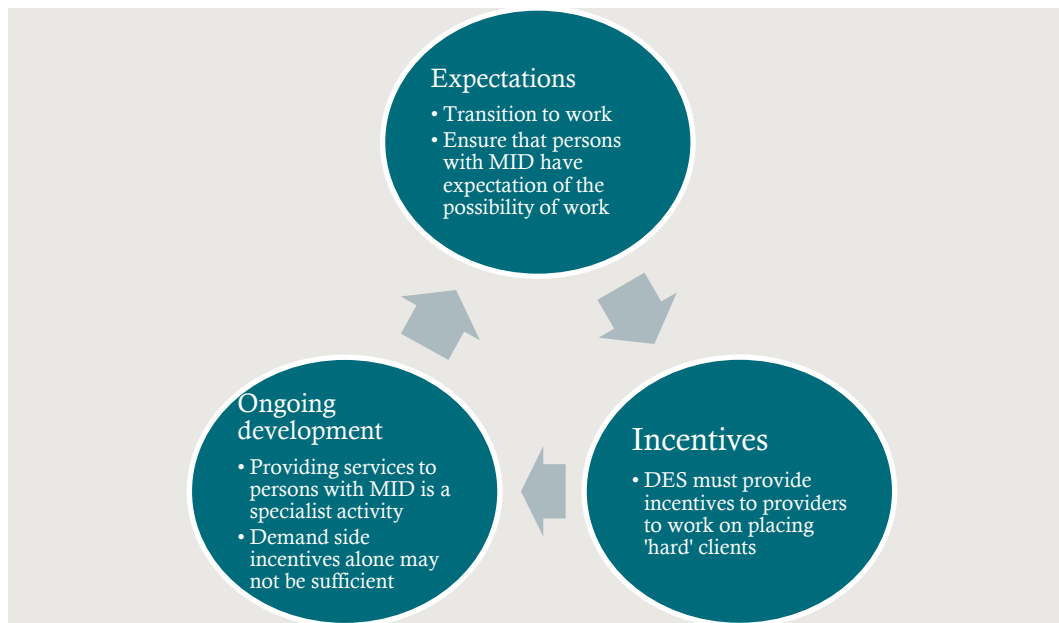 Expectations
• Transition to work
• Ensure that persons
with MID have
expectation of the
possibility of work
Incentives
• DES must provide
incentives to providers
to work on placing
'hard' clients
Ongoing
development
• Providing services to
persons with MID is a
specialist activity
• Demand side
incentives alone may
not be sufficient